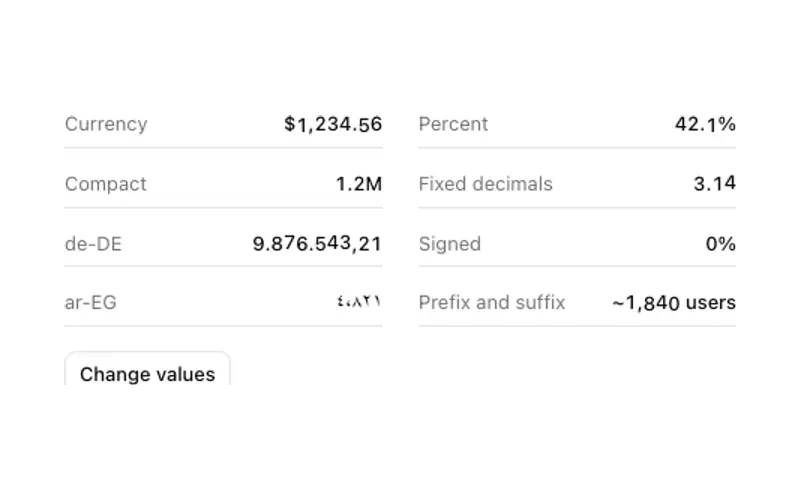 Currency $1,234.56
Percent 42.1%
Compact 1.2M
Fixed decimals 3.14
de-DE 9.876.543,21
Signed 0%
ar-EG ٤٠٨٢١
Prefix and suffix ~1,840 users
Change values